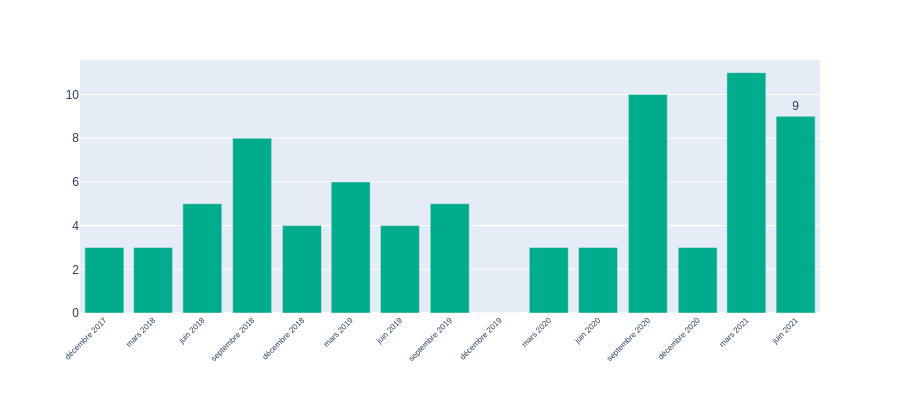 10
8
6
4
2
0
9
décembre 2017
mars 2018
juin 2018
septembre 2018
décembre 2018
mars 2019
juin 2019
septembre 2019
décembre 2019
mars 2020
juin 2020
septembre 2020
décembre 2020
mars 2021
juin 2021